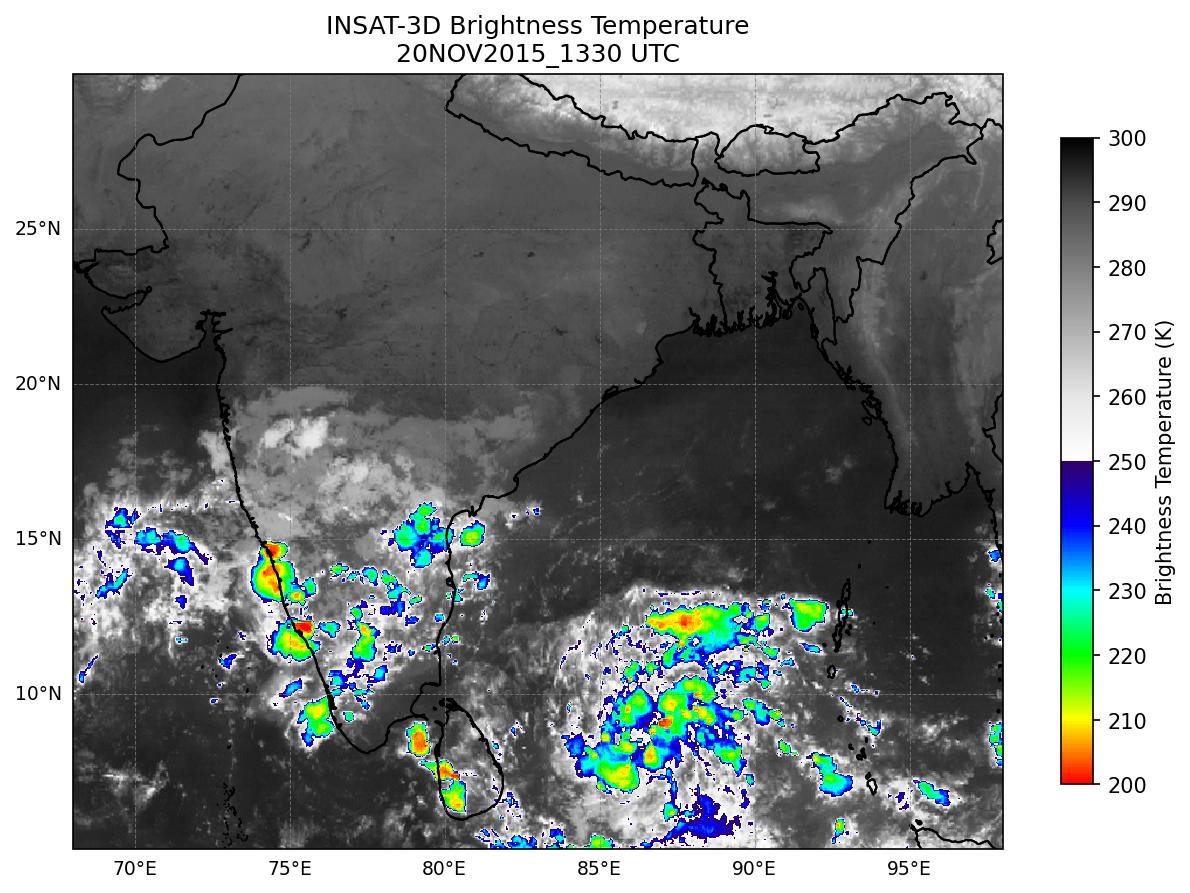 INSAT-3D Brightness Temperature
20NOV2015_1330 UTC
25°N
20°N
15°N
10°N
70°E
75°E
80°E
85°E
90°E
95°E
300
290
280
270
260
250
240
230
220
210
200
Brightness Temperature (K)